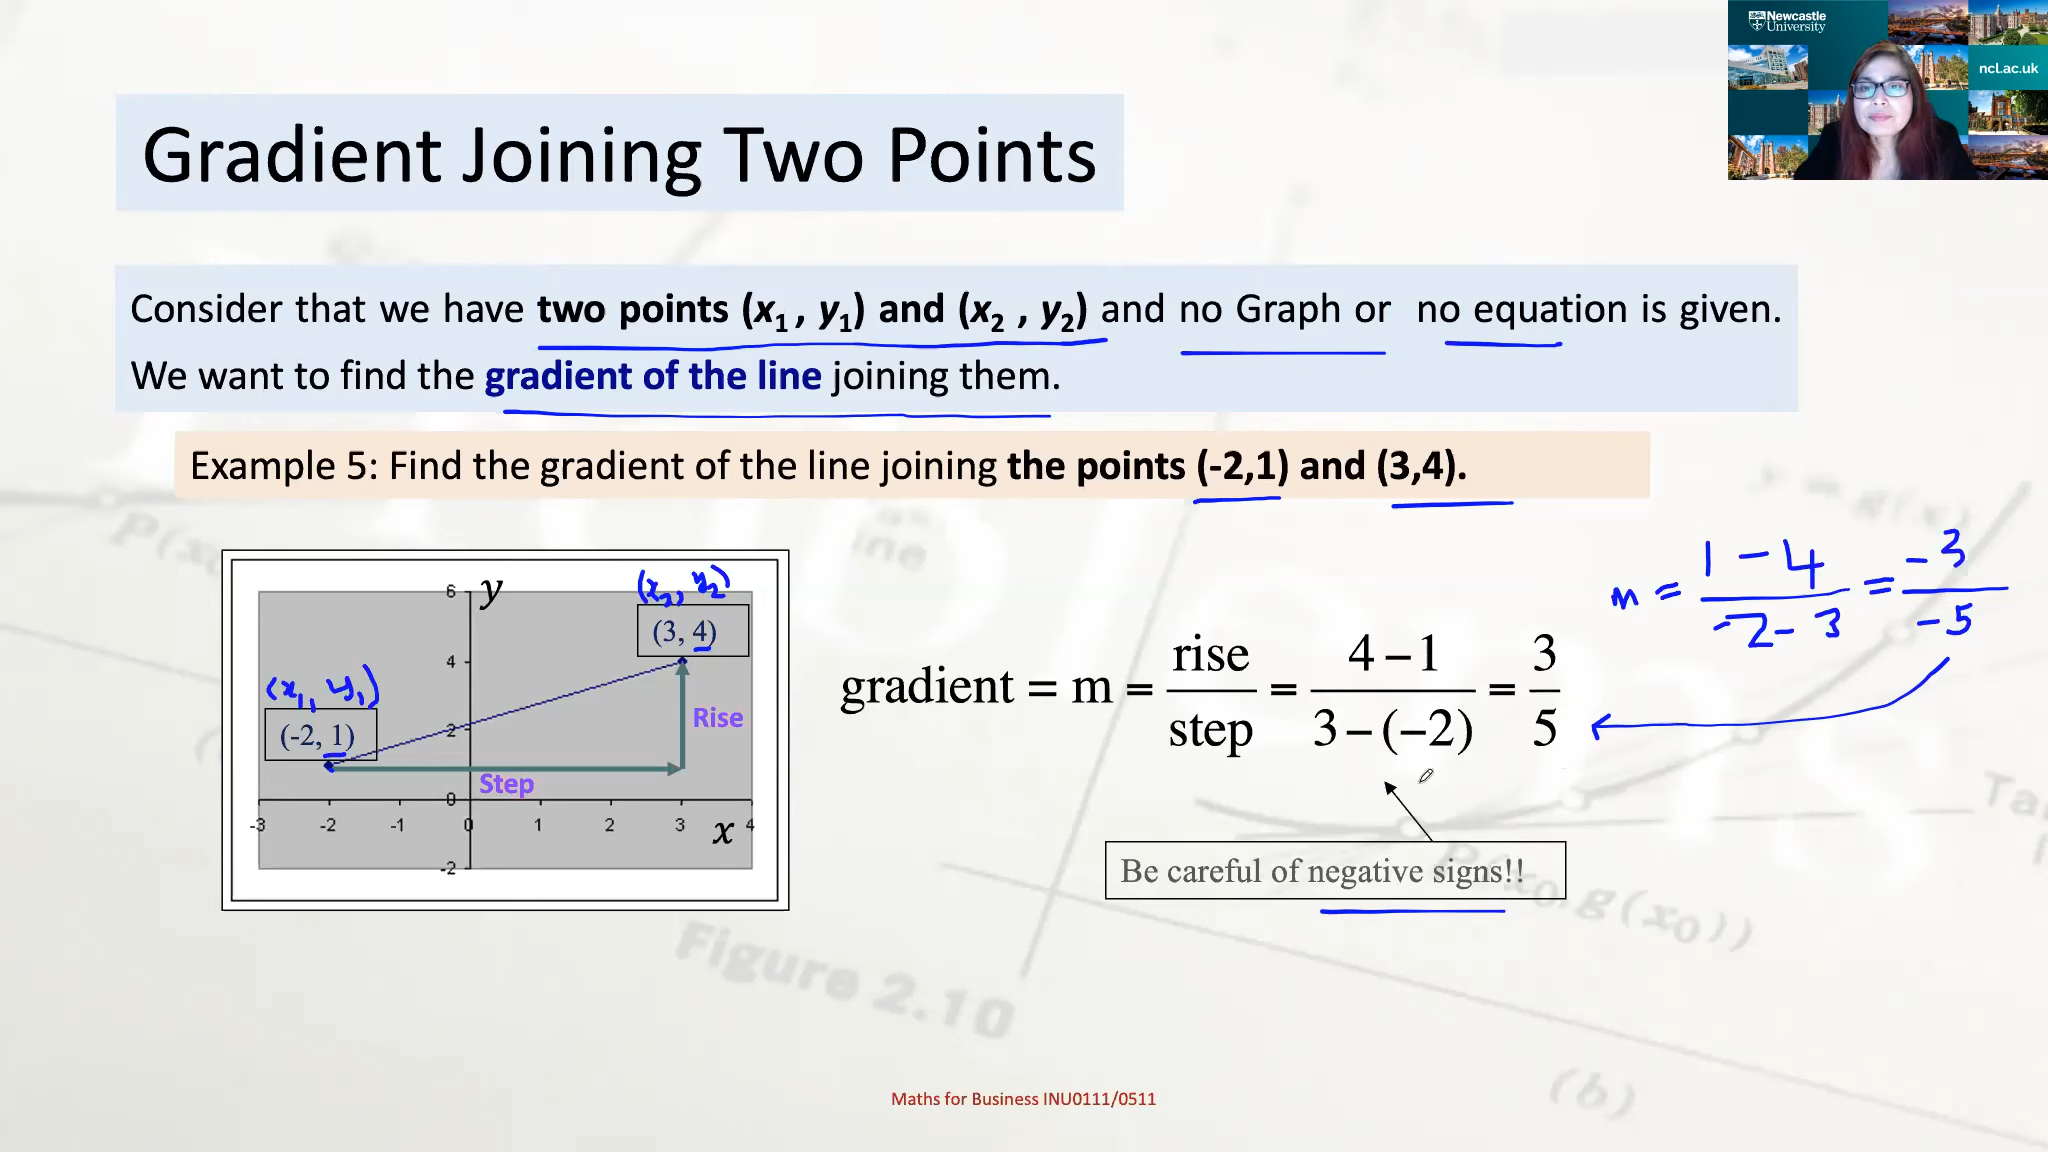 Newcastle
University
ncl.ac.uk
Gradient Joining Two Points
Consider that we have two points (x₁ , y₁) and (x₂ , y₂) and no Graph or no equation is given.
We want to find the gradient of the line joining them.
Example 5: Find the gradient of the line joining the points (-2,1) and (3,4).
6 y
(x₂, y₂)
(3, 4)
4
(x₁, y₁)
(-2, 1)
2
Rise
Step
0
-3 -2 -1 0 1 2 3 x 4
-2
gradient = m = rise/step = (4 − 1)/(3 − (−2)) = 3/5
m = (1 - 4)/(-2 - 3) = -3/-5
Be careful of negative signs!!
y = g(x)
Figure 2.10
g(x₀))
(b)
Maths for Business INU0111/0511